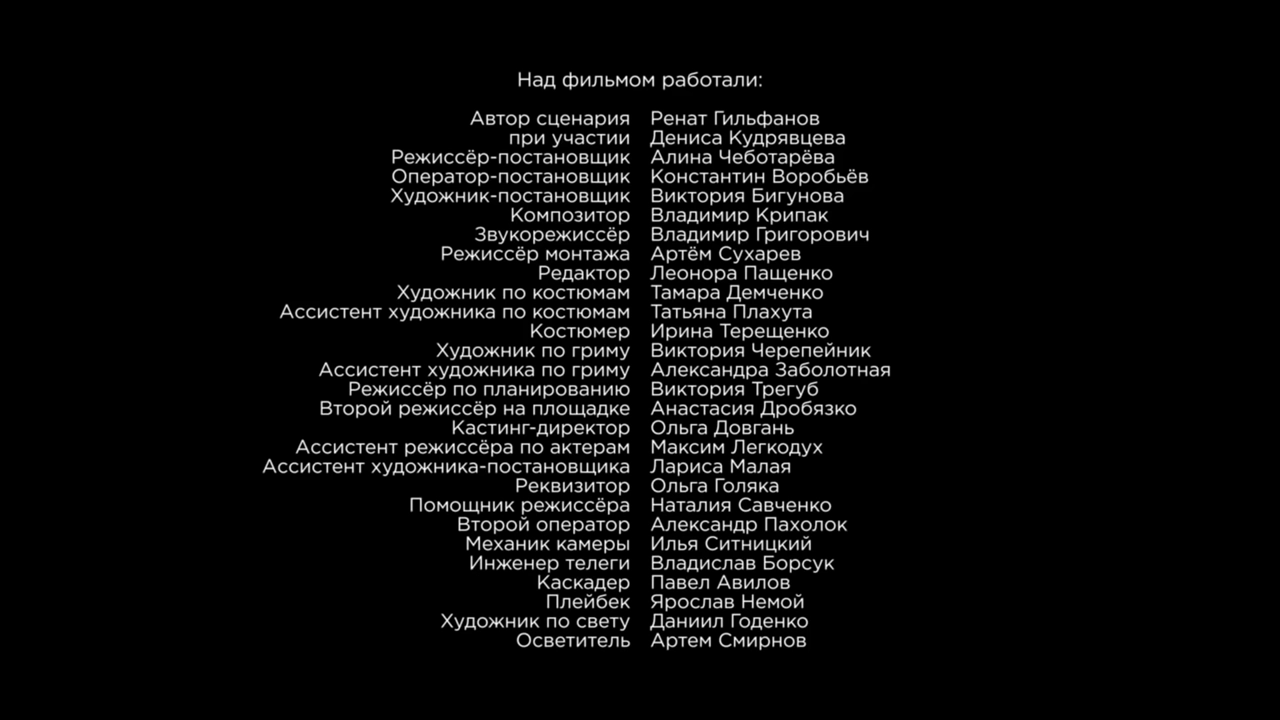 Над фильмом работали:
Автор сценария Ренат Гильфанов
при участии Дениса Кудрявцева
Режиссёр-постановщик Алина Чеботарёва
Оператор-постановщик Константин Воробьёв
Художник-постановщик Виктория Бигунова
Композитор Владимир Крипак
Звукорежиссёр Владимир Григорович
Режиссёр монтажа Артём Сухарев
Редактор Леонора Пащенко
Художник по костюмам Тамара Демченко
Ассистент художника по костюмам Татьяна Плахута
Костюмер Ирина Терещенко
Художник по гриму Виктория Черепейник
Ассистент художника по гриму Александра Заболотная
Режиссёр по планированию Виктория Трегуб
Второй режиссёр на площадке Анастасия Дробязко
Кастинг-директор Ольга Довгань
Ассистент режиссёра по актерам Максим Легкодух
Ассистент художника-постановщика Лариса Малая
Реквизитор Ольга Голяка
Помощник режиссёра Наталия Савченко
Второй оператор Александр Пахолок
Механик камеры Илья Ситницкий
Инженер телеги Владислав Борсук
Каскадер Павел Авилов
Плейбек Ярослав Немой
Художник по свету Даниил Годенко
Осветитель Артем Смирнов